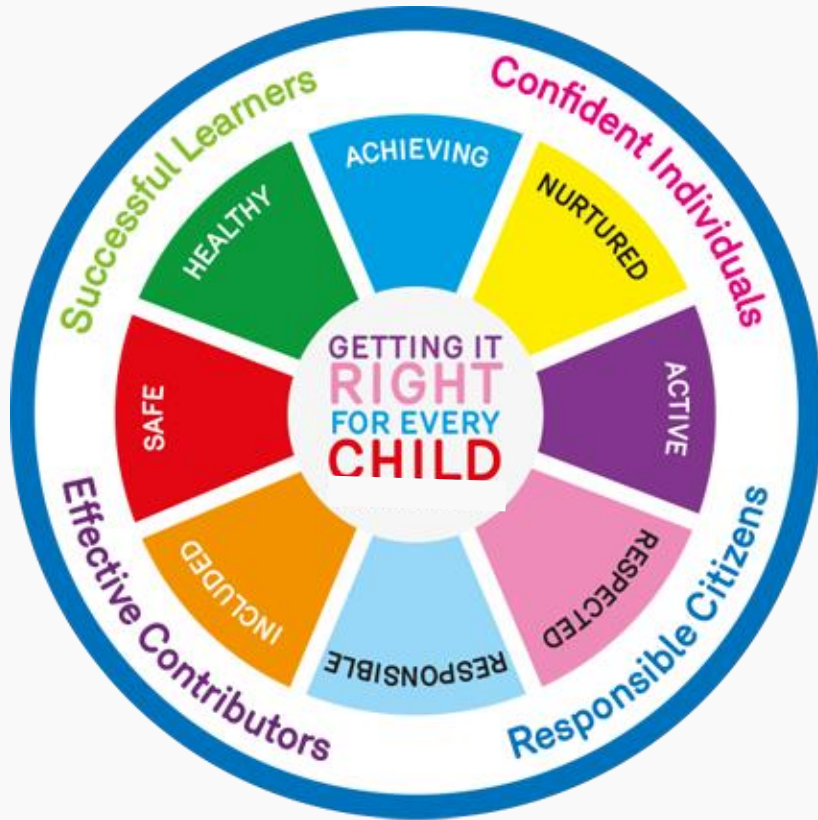 Successful Learners
Confident Individuals
Responsible Citizens
Effective Contributors
ACHIEVING
NURTURED
ACTIVE
RESPECTED
RESPONSIBLE
INCLUDED
SAFE
HEALTHY
GETTING IT
RIGHT
FOR EVERY
CHILD